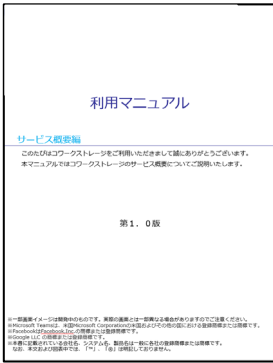 利用マニュアル
サービス概要編
このたびはコワークストレージをご利用いただきまして誠にありがとうございます。
本マニュアルではコワークストレージのサービス概要についてご説明いたします。
第1．0版
※一部画面イメージは開発中のものです。実際の画面とは一部異なる場合がありますのでご注意ください。
※Microsoft Teamsは、米国Microsoft Corporationの米国およびその他の国における登録商標または商標です。
※FacebookはFacebook,Inc.の商標または登録商標です。
※Google LLC の商標または登録商標です。
※本書に記載されている会社名、システム名、製品名は一般に各社の登録商標または商標です。
なお、本文および図表中では、「™」、「®」は明記しておりません。